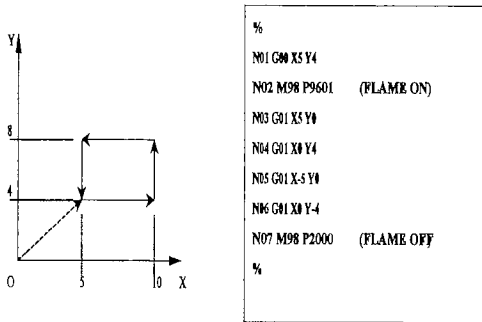 Y
8
4
O
5
10
X
%
N01 G00 X5 Y4
N02 M98 P9601 (FLAME ON)
N03 G01 X5 Y0
N04 G01 X0 Y4
N05 G01 X-5 Y0
N06 G01 X0 Y-4
N07 M98 P2000 (FLAME OFF
%